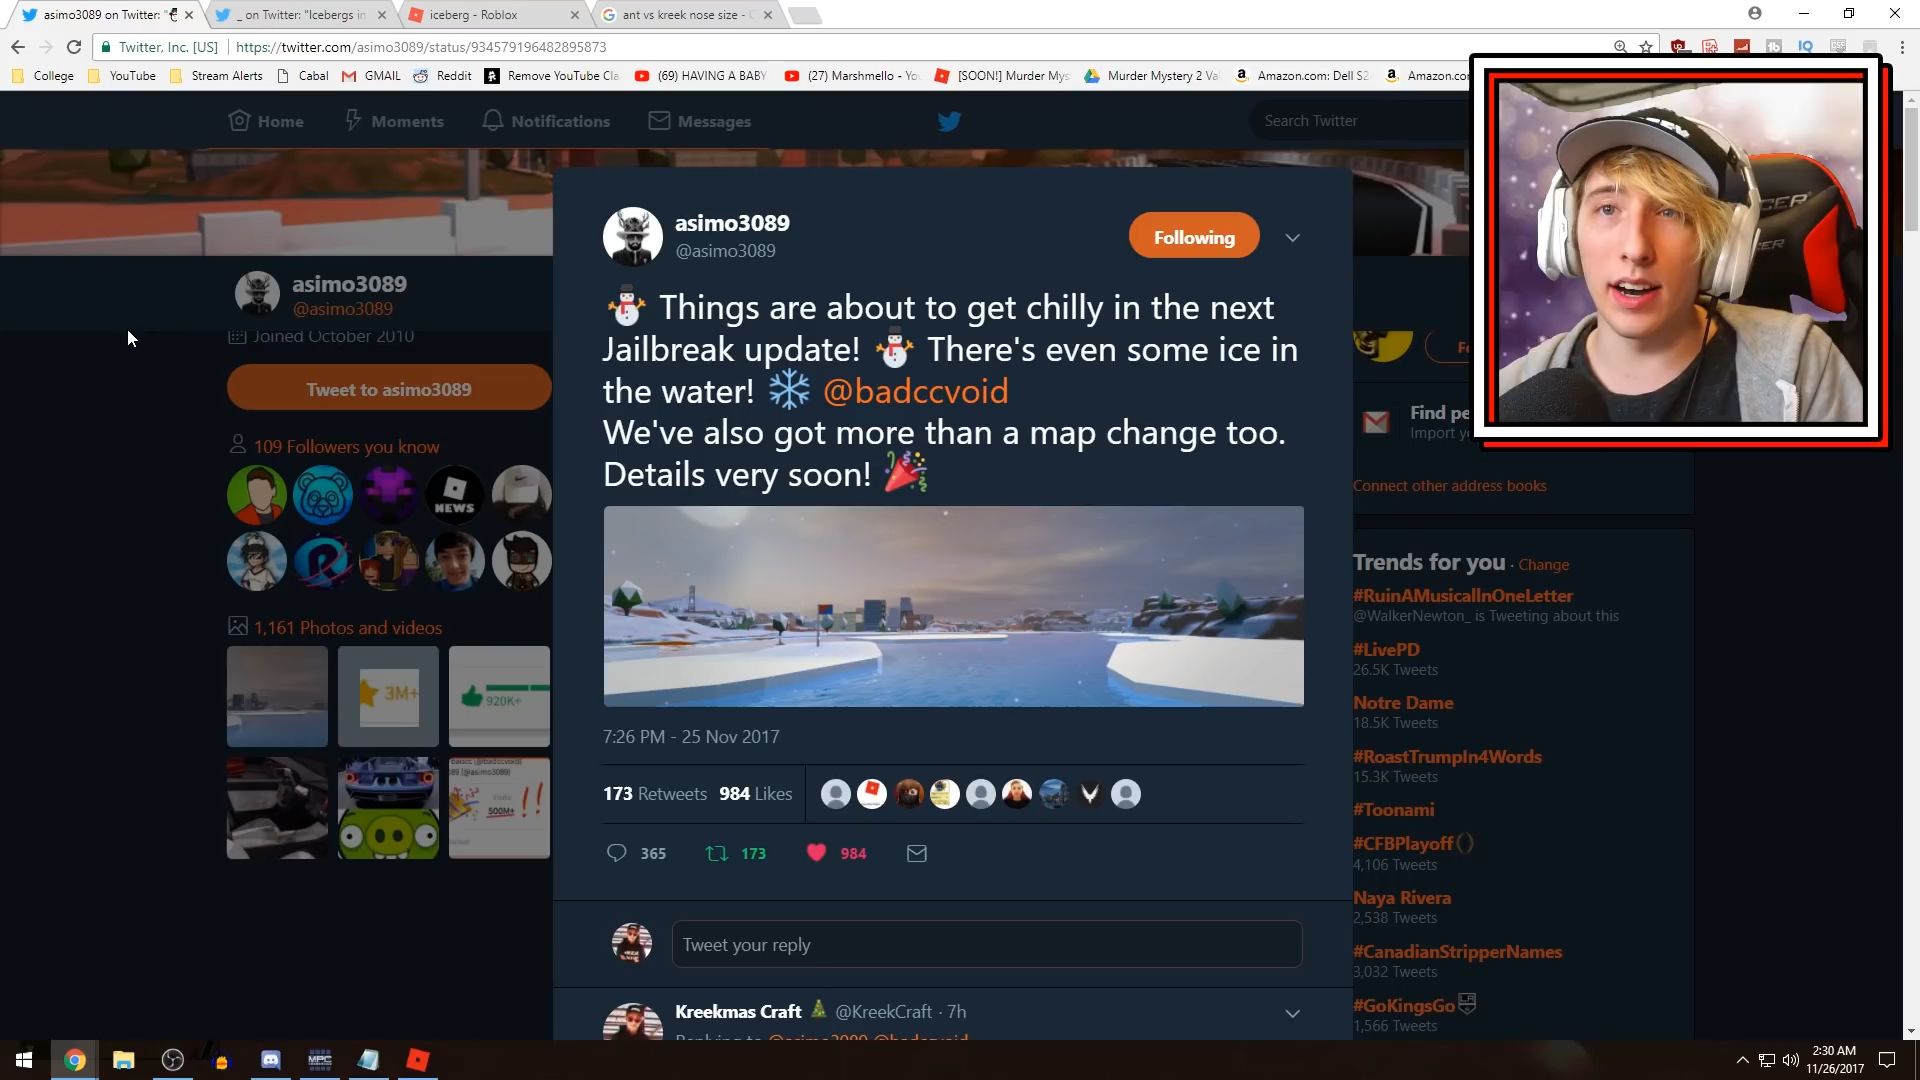 asimo3089 on Twitter: "
_ on Twitter: "Icebergs in
iceberg - Roblox
ant vs kreek nose size - G
Twitter, Inc. [US]
https://twitter.com/asimo3089/status/934579196482895873
College
YouTube
Stream Alerts
Cabal
GMAIL
Reddit
Remove YouTube Cla
(69) HAVING A BABY
(27) Marshmello - Yo
[SOON!] Murder Mys
Murder Mystery 2 Va
Amazon.com: Dell S2
Amazon.co
Home
Moments
Notifications
Messages
Search Twitter
asimo3089
@asimo3089
Joined October 2010
Tweet to asimo3089
109 Followers you know
NEWS
1,161 Photos and videos
3M+
920K+
500M+
asimo3089
@asimo3089
Following
⛄ Things are about to get chilly in the next
Jailbreak update! ⛄ There's even some ice in
the water! ❄ @badccvoid
We've also got more than a map change too.
Details very soon! 🎉
7:26 PM - 25 Nov 2017
173 Retweets 984 Likes
365 173 984
Tweet your reply
Kreekmas Craft 🎄 @KreekCraft · 7h
Replying to @asimo3089 @badccvoid
Find pe
Import y
Connect other address books
Trends for you · Change
#RuinAMusicalInOneLetter
@WalkerNewton_ is Tweeting about this
#LivePD
26.5K Tweets
Notre Dame
18.5K Tweets
#RoastTrumpIn4Words
15.3K Tweets
#Toonami
#CFBPlayoff
4,106 Tweets
Naya Rivera
2,538 Tweets
#CanadianStripperNames
3,032 Tweets
#GoKingsGo
1,566 Tweets
2:30 AM
11/26/2017